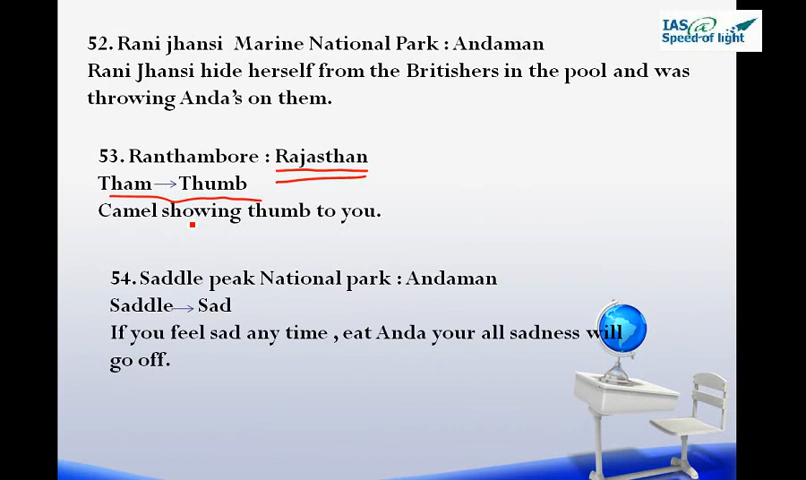 IAS@
Speed of light
52. Rani jhansi Marine National Park : Andaman
Rani Jhansi hide herself from the Britishers in the pool and was
throwing Anda's on them.
53. Ranthambore : Rajasthan
Tham→Thumb
Camel showing thumb to you.
54. Saddle peak National park : Andaman
Saddle→ Sad
If you feel sad any time , eat Anda your all sadness will
go off.